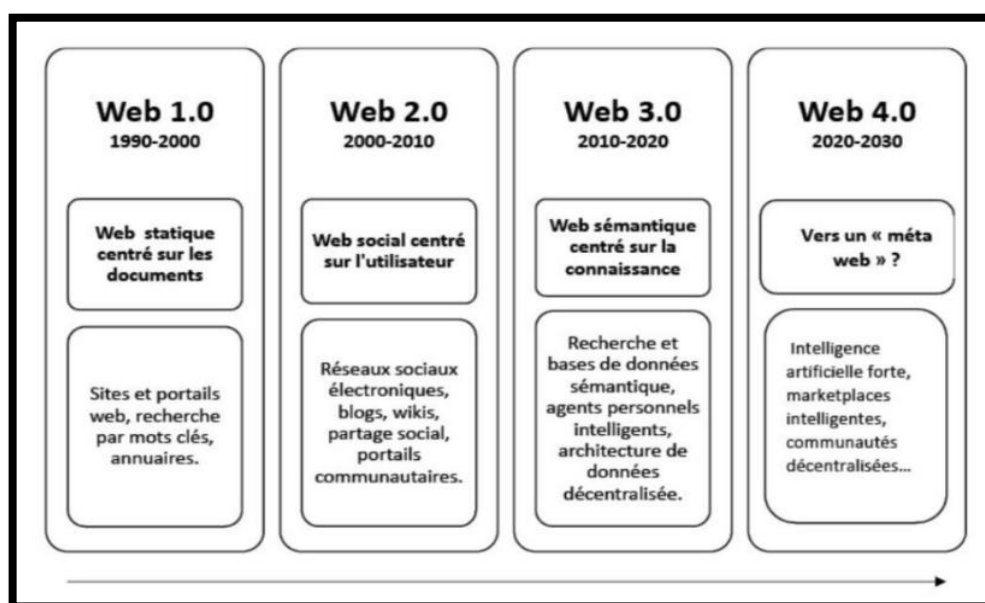 Web 1.0
1990-2000
Web statique
centré sur les
documents
Sites et portails
web, recherche
par mots clés,
annuaires.
Web 2.0
2000-2010
Web social centré
sur l'utilisateur
Réseaux sociaux
électroniques,
blogs, wikis,
partage social,
portails
communautaires.
Web 3.0
2010-2020
Web sémantique
centré sur la
connaissance
Recherche et
bases de données
sémantique,
agents personnels
intelligents,
architecture de
données
décentralisée.
Web 4.0
2020-2030
Vers un « méta
web » ?
Intelligence
artificielle forte,
marketplaces
intelligentes,
communautés
décentralisées…